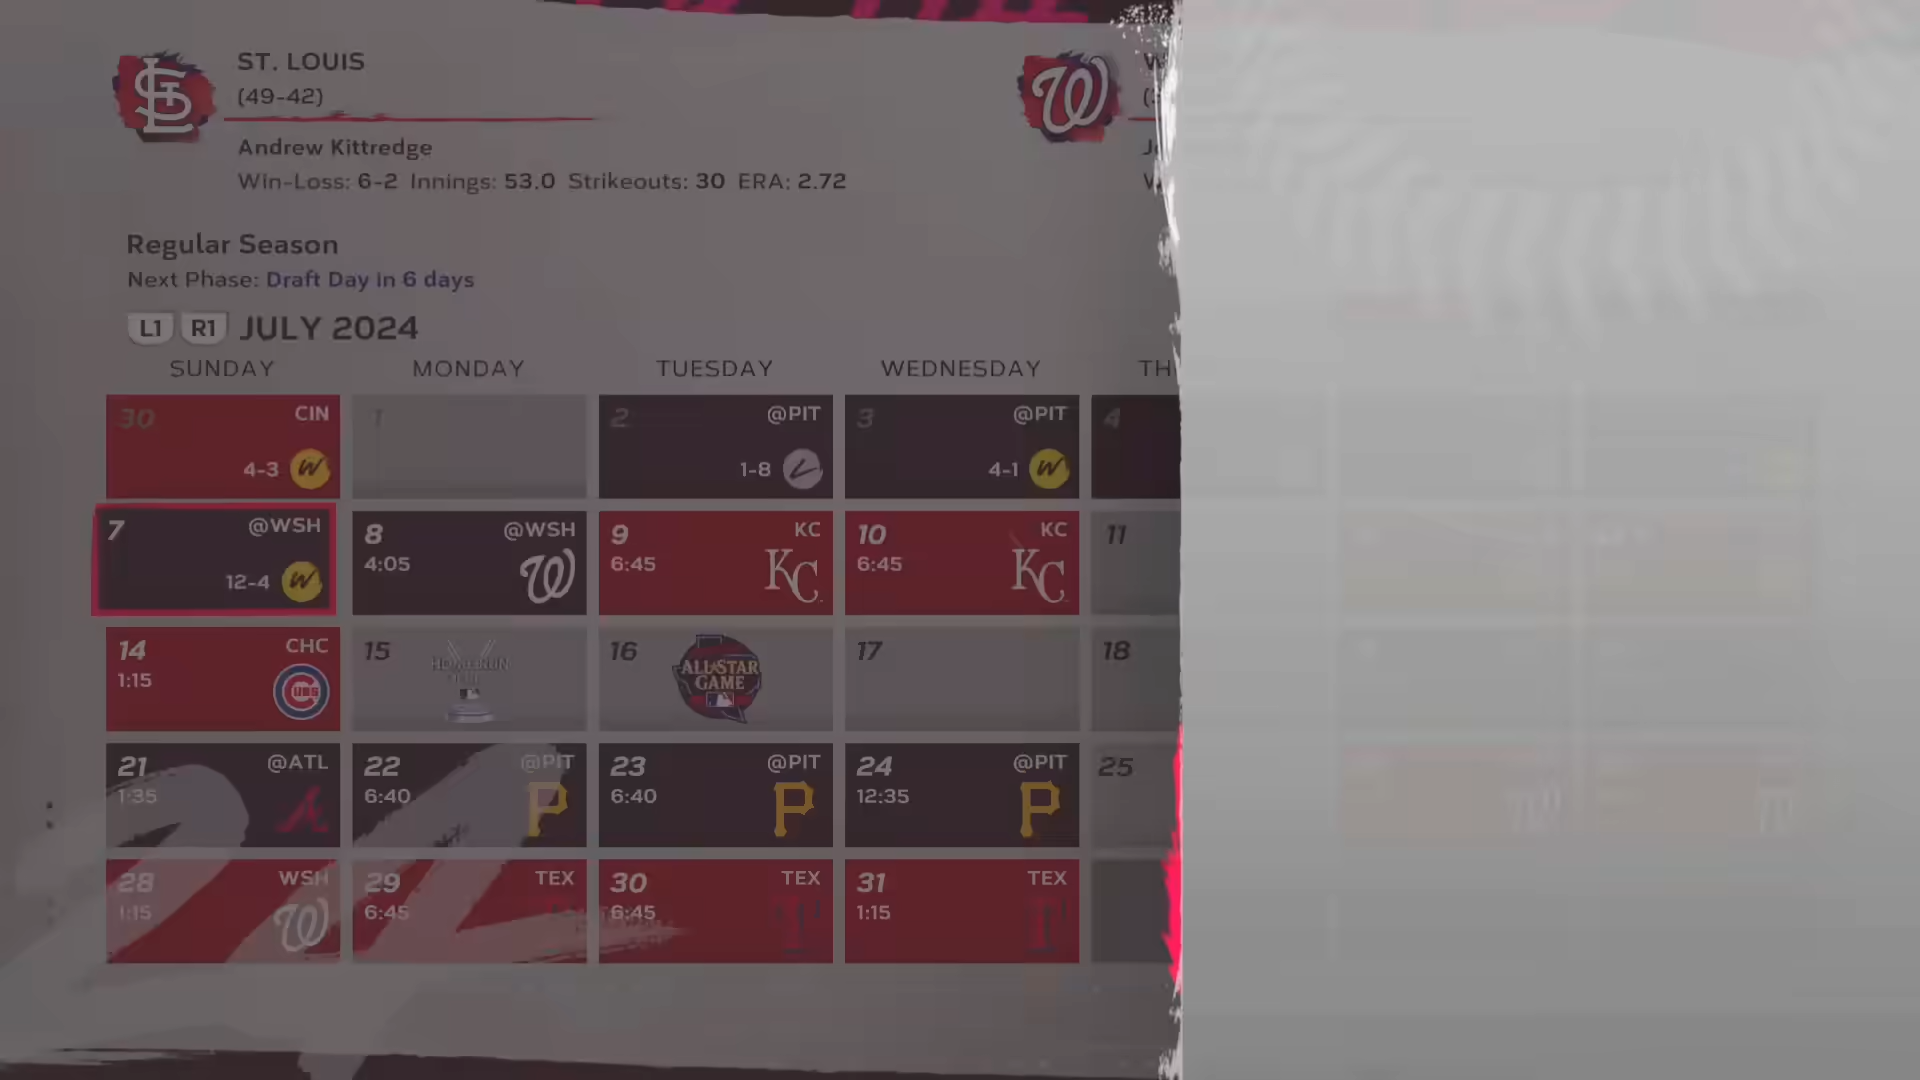 ST. LOUIS
(49-42)
Andrew Kittredge
Win-Loss: 6-2 Innings: 53.0 Strikeouts: 30 ERA: 2.72
Regular Season
Next Phase: Draft Day in 6 days
L1 R1 JULY 2024
SUNDAY MONDAY TUESDAY WEDNESDAY
30 CIN 1 2 @PIT 3 @PIT 4
4-3 W 1-8 L 4-1 W
7 @WSH 8 @WSH 9 KC 10 KC 11
12-4 W 4:05 W 6:45 KC 6:45 KC
14 CHC 15 HOME RUN 16 ALL-STAR GAME 17 18
1:15 CUBS
21 @ATL 22 @PIT 23 @PIT 24 @PIT 25
1:35 A 6:40 P 6:40 P 12:35 P
28 WSH 29 TEX 30 TEX 31 TEX
1:15 W 6:45 6:45 T 1:15 T